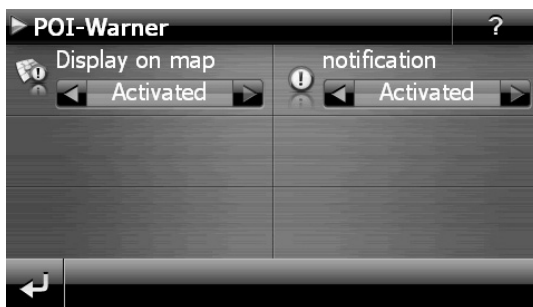 POI-Warner ?
Display on map
Activated
notification
Activated